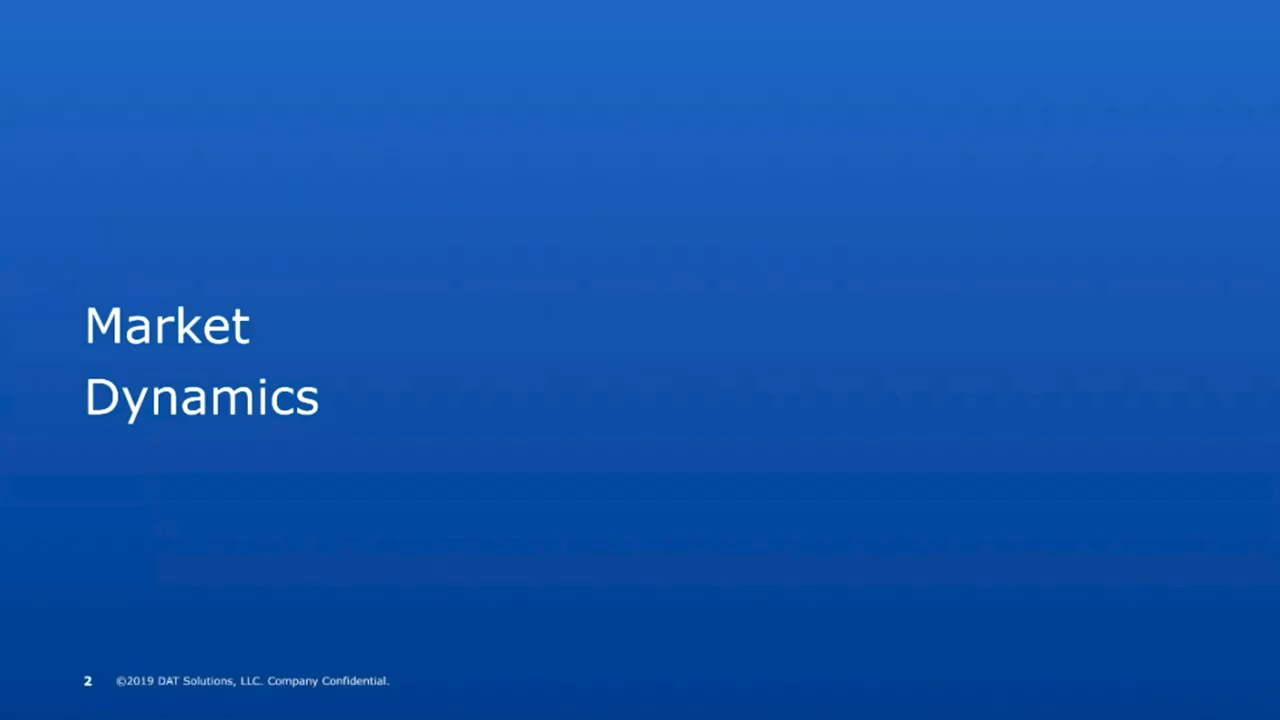 Market
Dynamics
2 ©2019 DAT Solutions, LLC. Company Confidential.